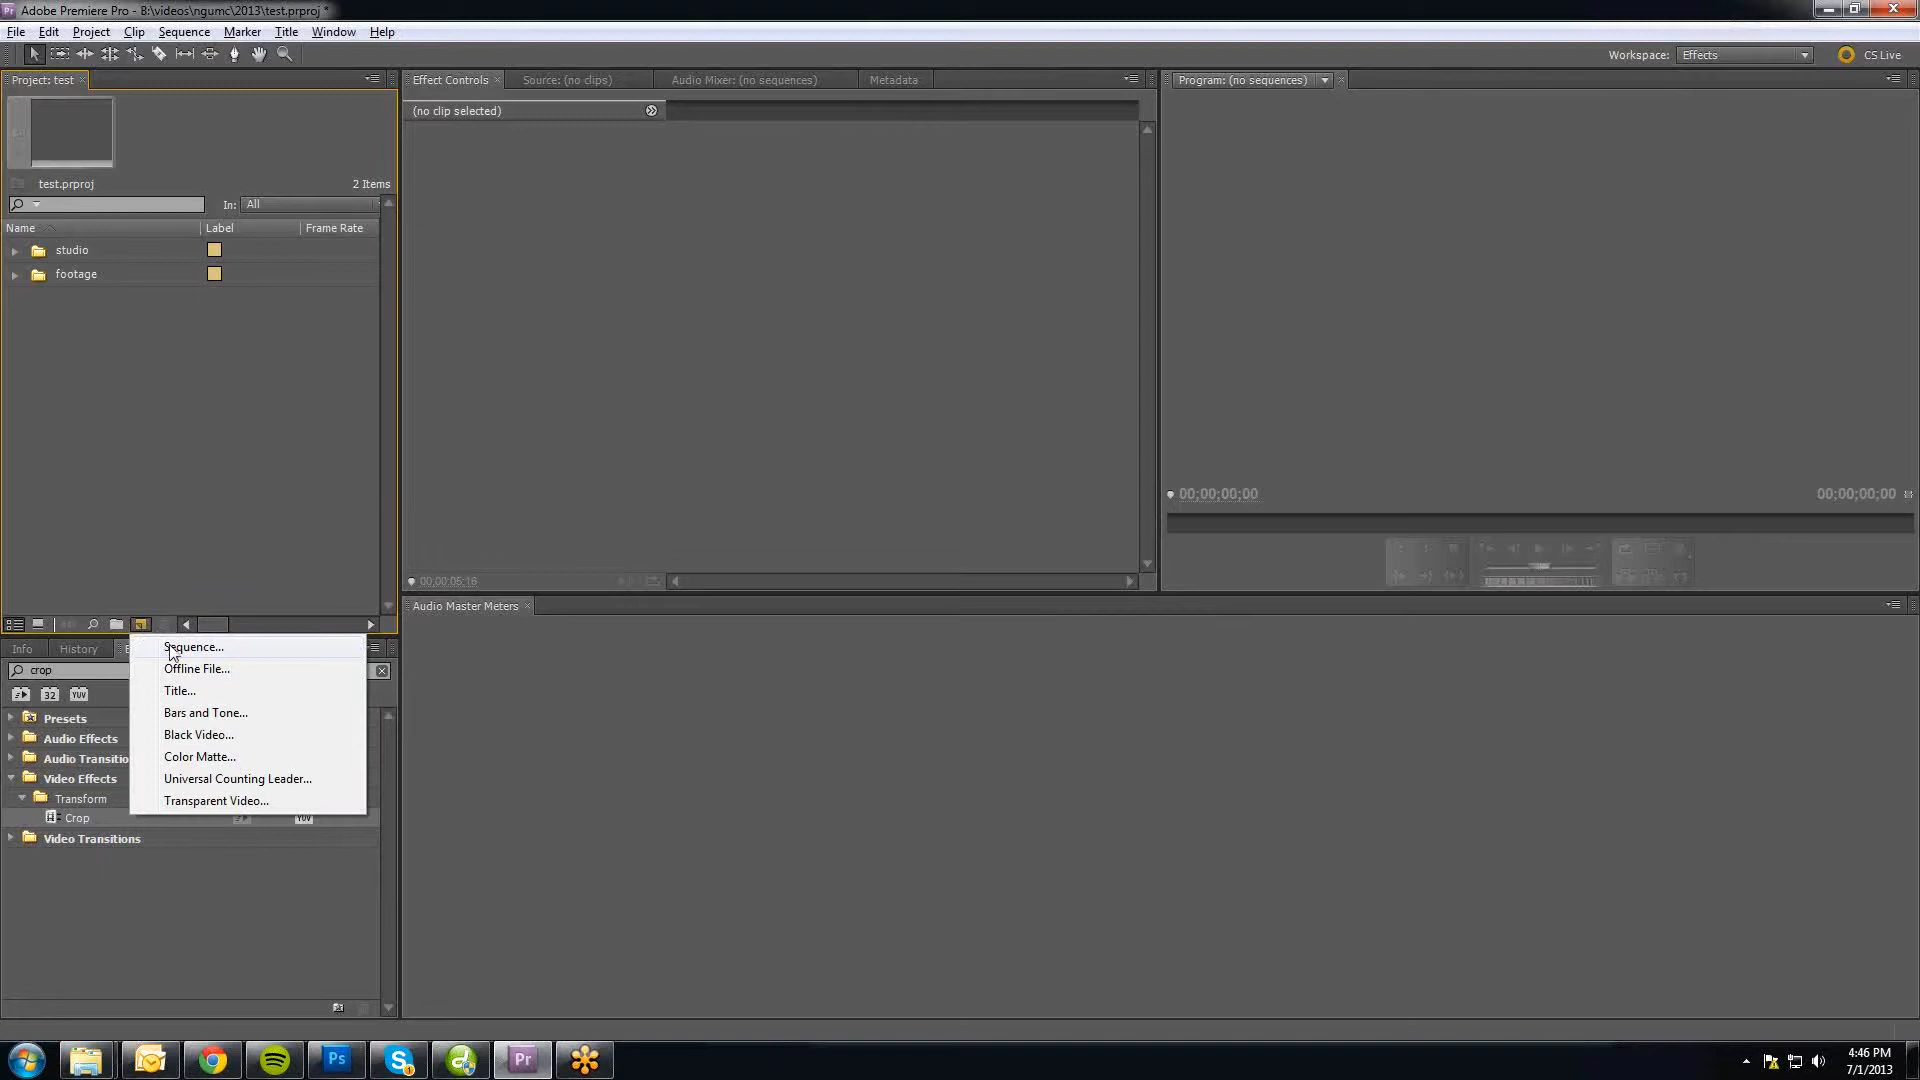 Adobe Premiere Pro - B:\videos\ngumc\2013\test.prproj *
File Edit Project Clip Sequence Marker Title Window Help
Workspace: Effects CS Live
Project: test
Effect Controls
Source: (no clips)
Audio Mixer: (no sequences)
Metadata
Program: (no sequences)
(no clip selected)
test.prproj
2 Items
In: All
Name Label Frame Rate
studio
footage
00;00;00;00
00;00;00;00
00;00;05;16
Audio Master Meters
Info History
crop
32 YUV
Sequence...
Offline File...
Title...
Bars and Tone...
Black Video...
Color Matte...
Universal Counting Leader...
Transparent Video...
Presets
Audio Effects
Audio Transitio
Video Effects
Transform
Crop
YUV
Video Transitions
Ps
Pr
4:46 PM
7/1/2013